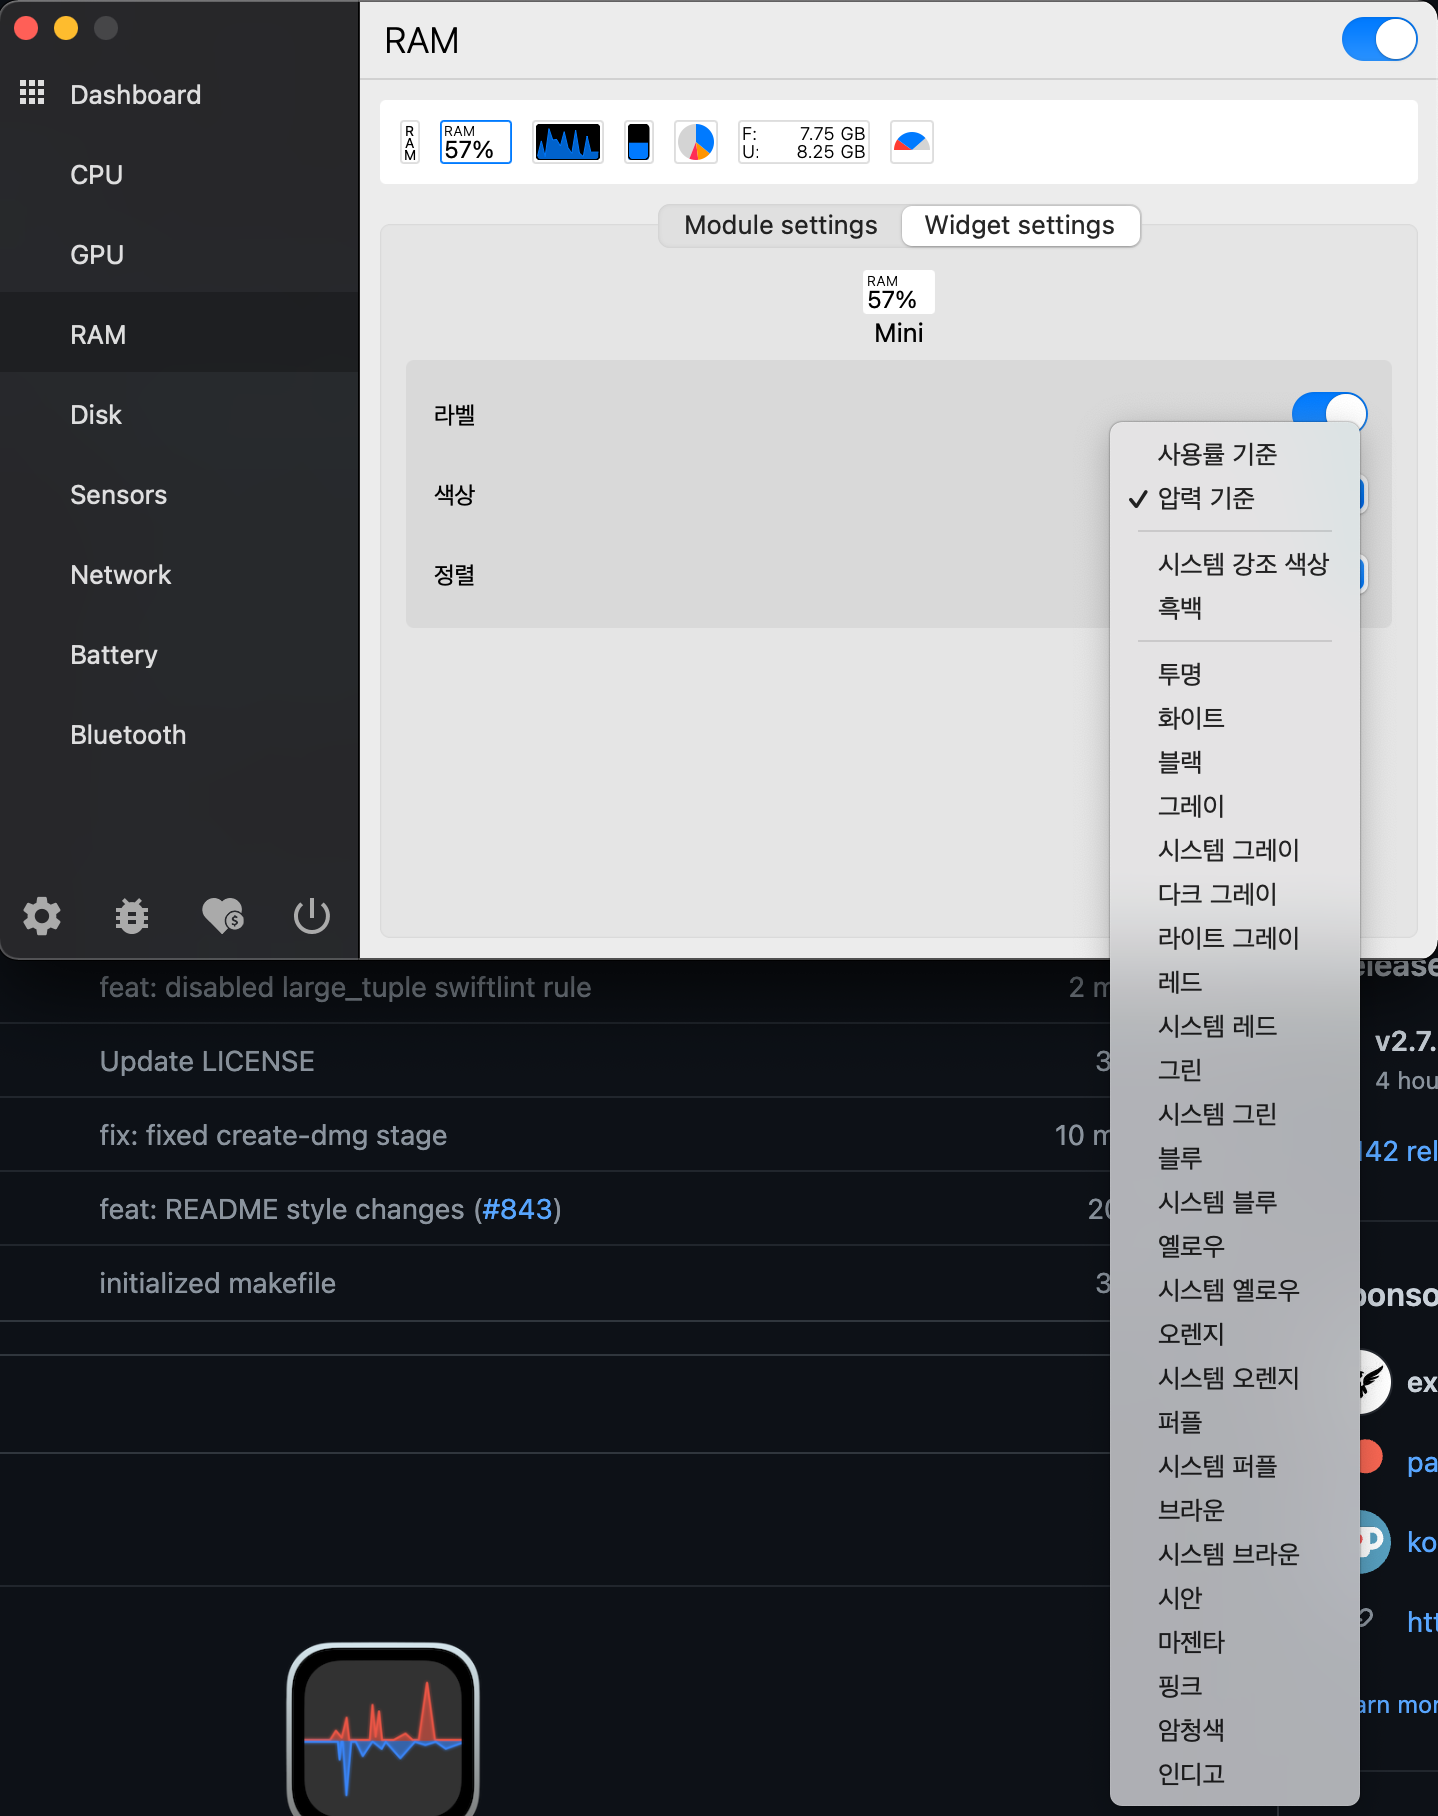 RAM
Dashboard
CPU
GPU
RAM
Disk
Sensors
Network
Battery
Bluetooth
RAM
RAM
57%
F: 7.75 GB
U: 8.25 GB
Module settings
Widget settings
RAM
57%
Mini
라벨
색상
정렬
사용률 기준
압력 기준
시스템 강조 색상
흑백
투명
화이트
블랙
그레이
시스템 그레이
다크 그레이
라이트 그레이
레드
시스템 레드
그린
시스템 그린
블루
시스템 블루
옐로우
시스템 옐로우
오렌지
시스템 오렌지
퍼플
시스템 퍼플
브라운
시스템 브라운
시안
마젠타
핑크
암청색
인디고
feat: disabled large_tuple swiftlint rule
2 m
Update LICENSE
3
fix: fixed create-dmg stage
10 m
feat: README style changes (#843)
20
initialized makefile
3
elease
v2.7.
4 hou
142 rel
ponso
ex
pa
ko
htt
arn mor